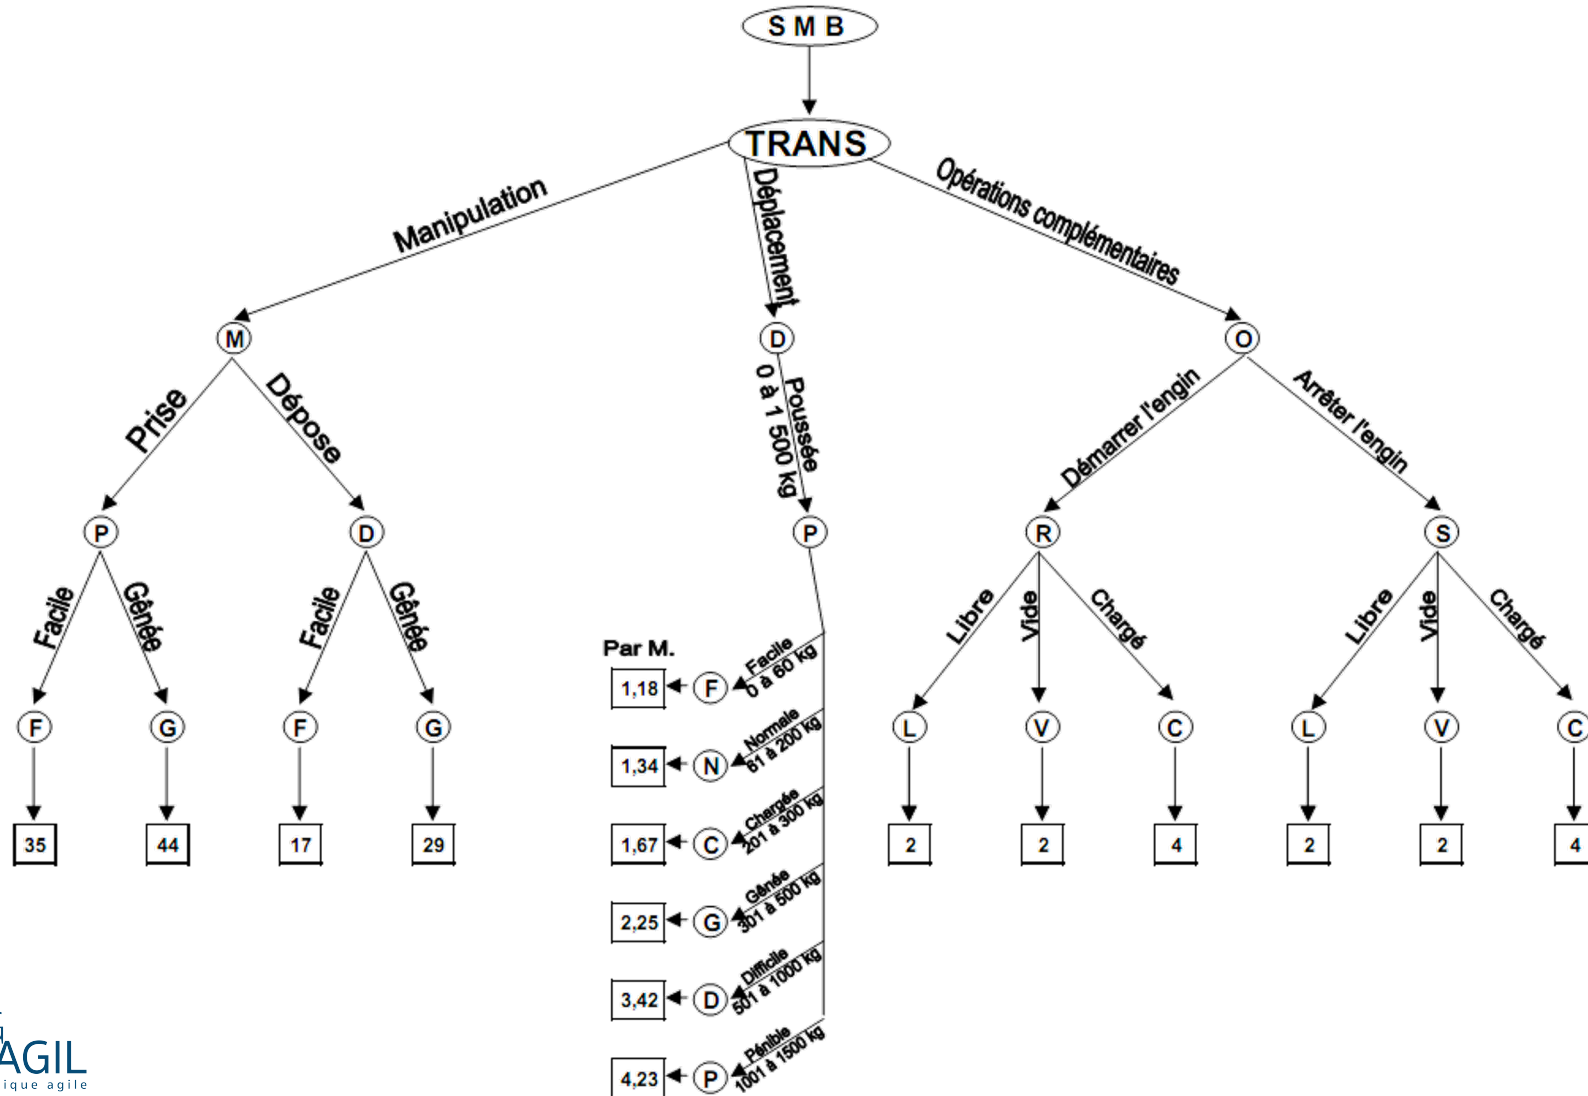 S M B
TRANS
Manipulation
Déplacement
Opérations complémentaires
M
D
O
Prise
Dépose
Poussée
0 à 1 500 kg
Démarrer l'engin
Arrêter l'engin
P
D
P
R
S
Facile
Gênée
Facile
Gênée
Libre
Vide
Chargé
Libre
Vide
Chargé
Par M.
1,18
F
Facile
0 à 60 kg
F
G
F
G
L
V
C
L
V
C
1,34
N
Normale
61 à 200 kg
35
44
17
29
1,67
C
Chargée
201 à 300 kg
2
2
4
2
2
4
2,25
G
Gênée
301 à 500 kg
3,42
D
Difficile
501 à 1000 kg
4,23
P
Pénible
1001 à 1500 kg
AGIL
ique agile